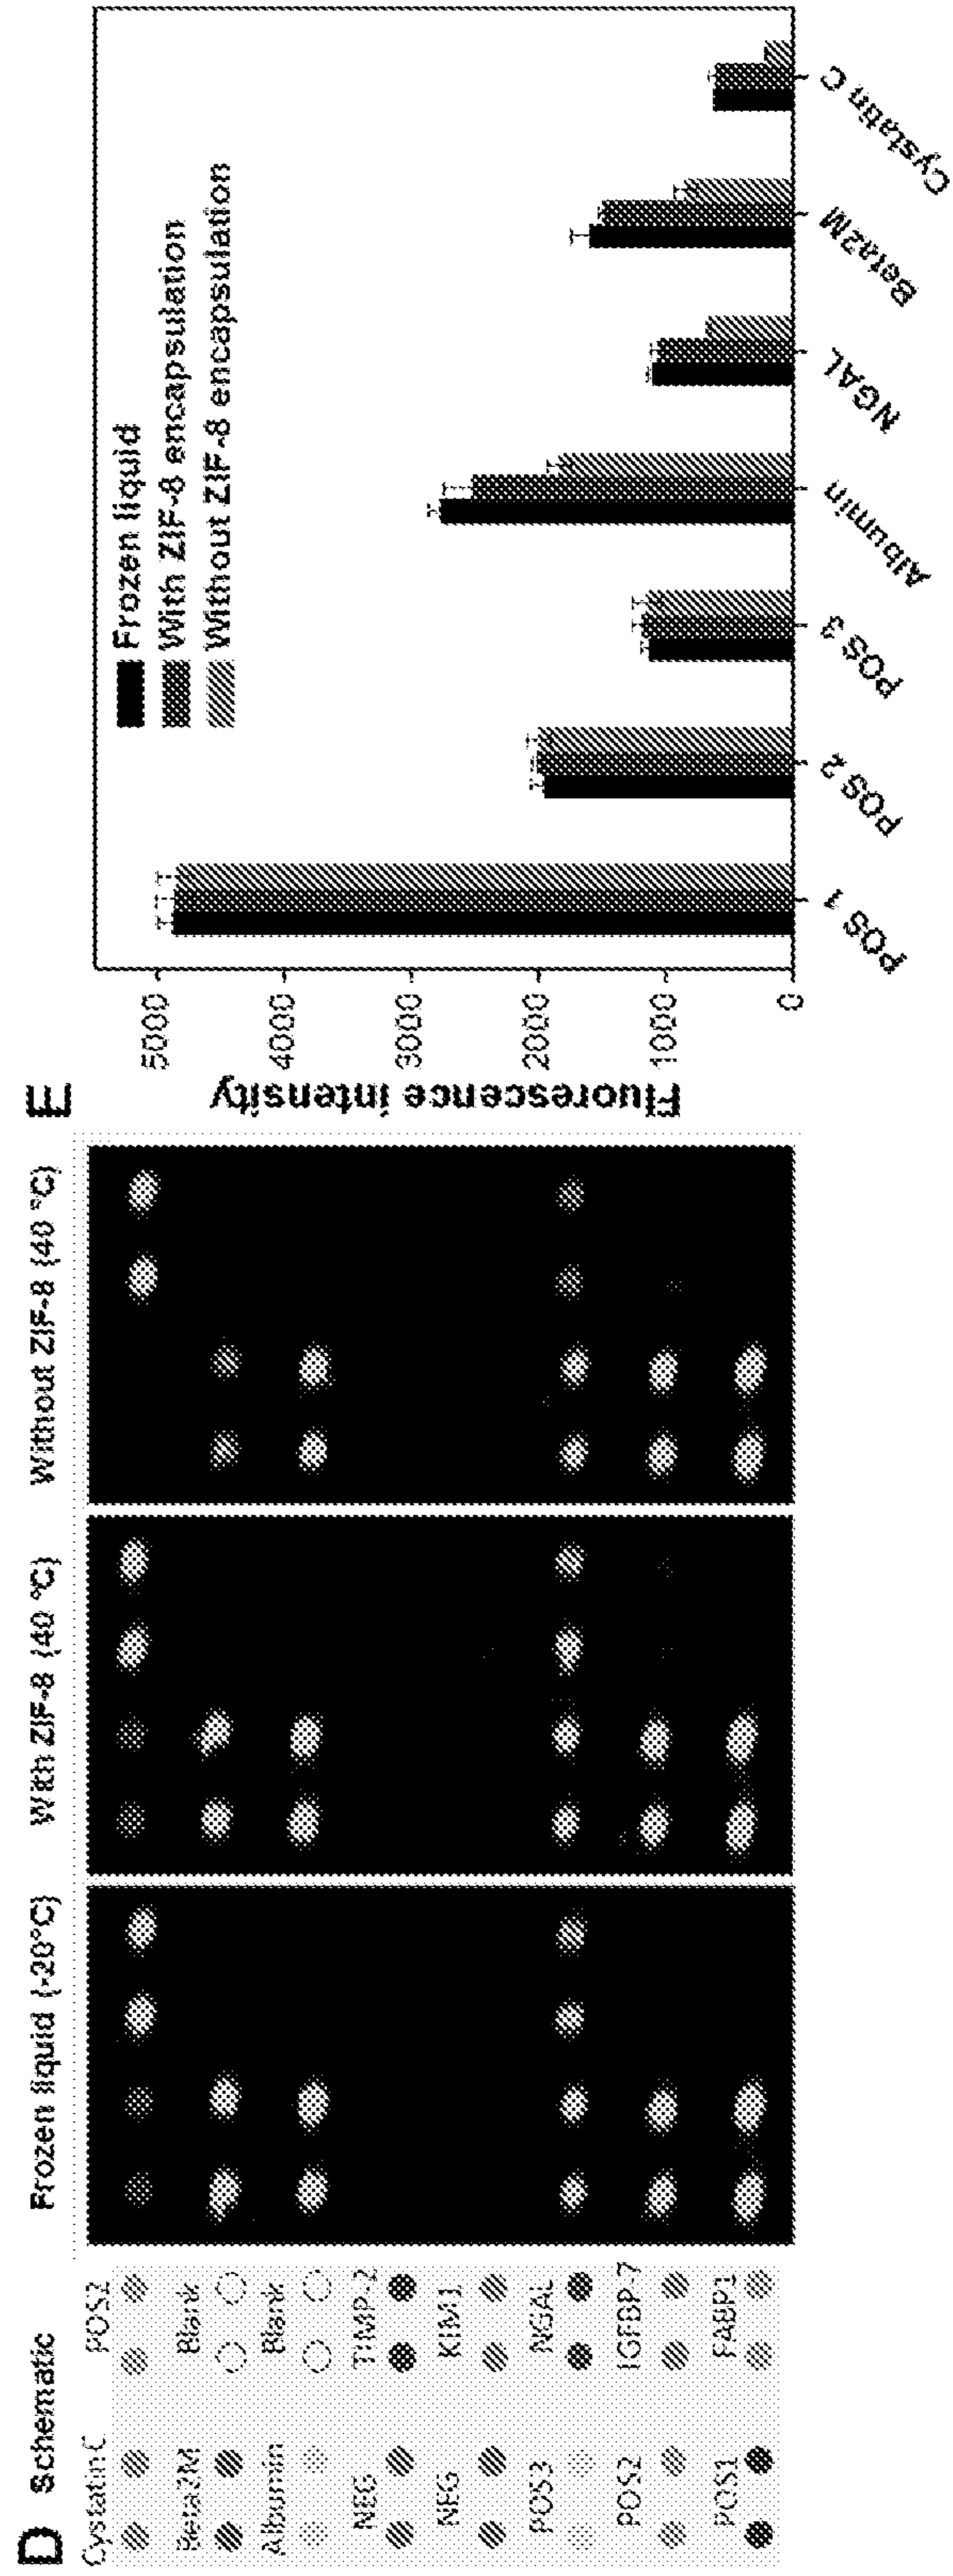 D Schematic
Frozen liquid (-20°C)
With ZIF-8 (40 °C)
Without ZIF-8 (40 °C)
Cystatin C POS2
Beta2M Blank
Albumin Blank
NEG TIMP-2
NEG KIM1
POS3 NGAL
POS2 IGFBP-7
POS1 FABP1
E
Fluorescence intensity
5000
4000
3000
2000
1000
0
Frozen liquid
With ZIF-8 encapsulation
Without ZIF-8 encapsulation
POS 1
POS 2
POS 3
Albumin
NGAL
Beta2M
Cystatin C